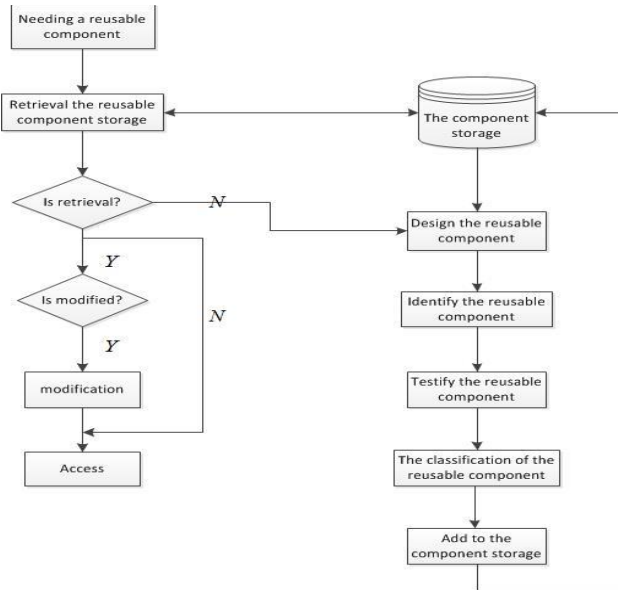 Needing a reusable
component
Retrieval the reusable
component storage
The component
storage
Is retrieval?
N
Design the reusable
component
Y
Is modified?
N
Identify the reusable
component
Y
modification
Testify the reusable
component
Access
The classification of the
reusable component
Add to the
component storage